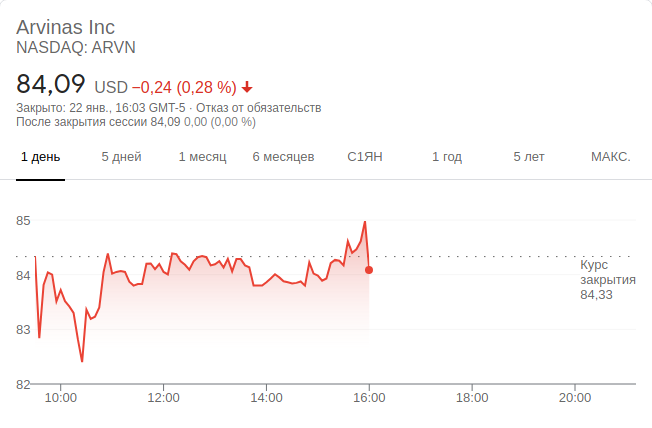 Arvinas Inc
NASDAQ: ARVN
84,09 USD −0,24 (0,28 %)
Закрыто: 22 янв., 16:03 GMT-5 · Отказ от обязательств
После закрытия сессии 84,09 0,00 (0,00 %)
1 день 5 дней 1 месяц 6 месяцев С1ЯН 1 год 5 лет МАКС.
85
84
83
82
Курс
закрытия
84,33
10:00 12:00 14:00 16:00 18:00 20:00